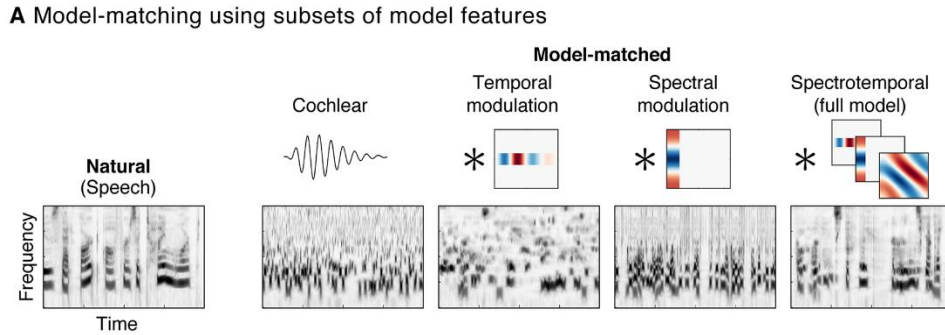 A Model-matching using subsets of model features
Model-matched
Cochlear
Temporal
modulation
Spectral
modulation
Spectrotemporal
(full model)
Natural
(Speech)
*
*
*
Frequency
Time